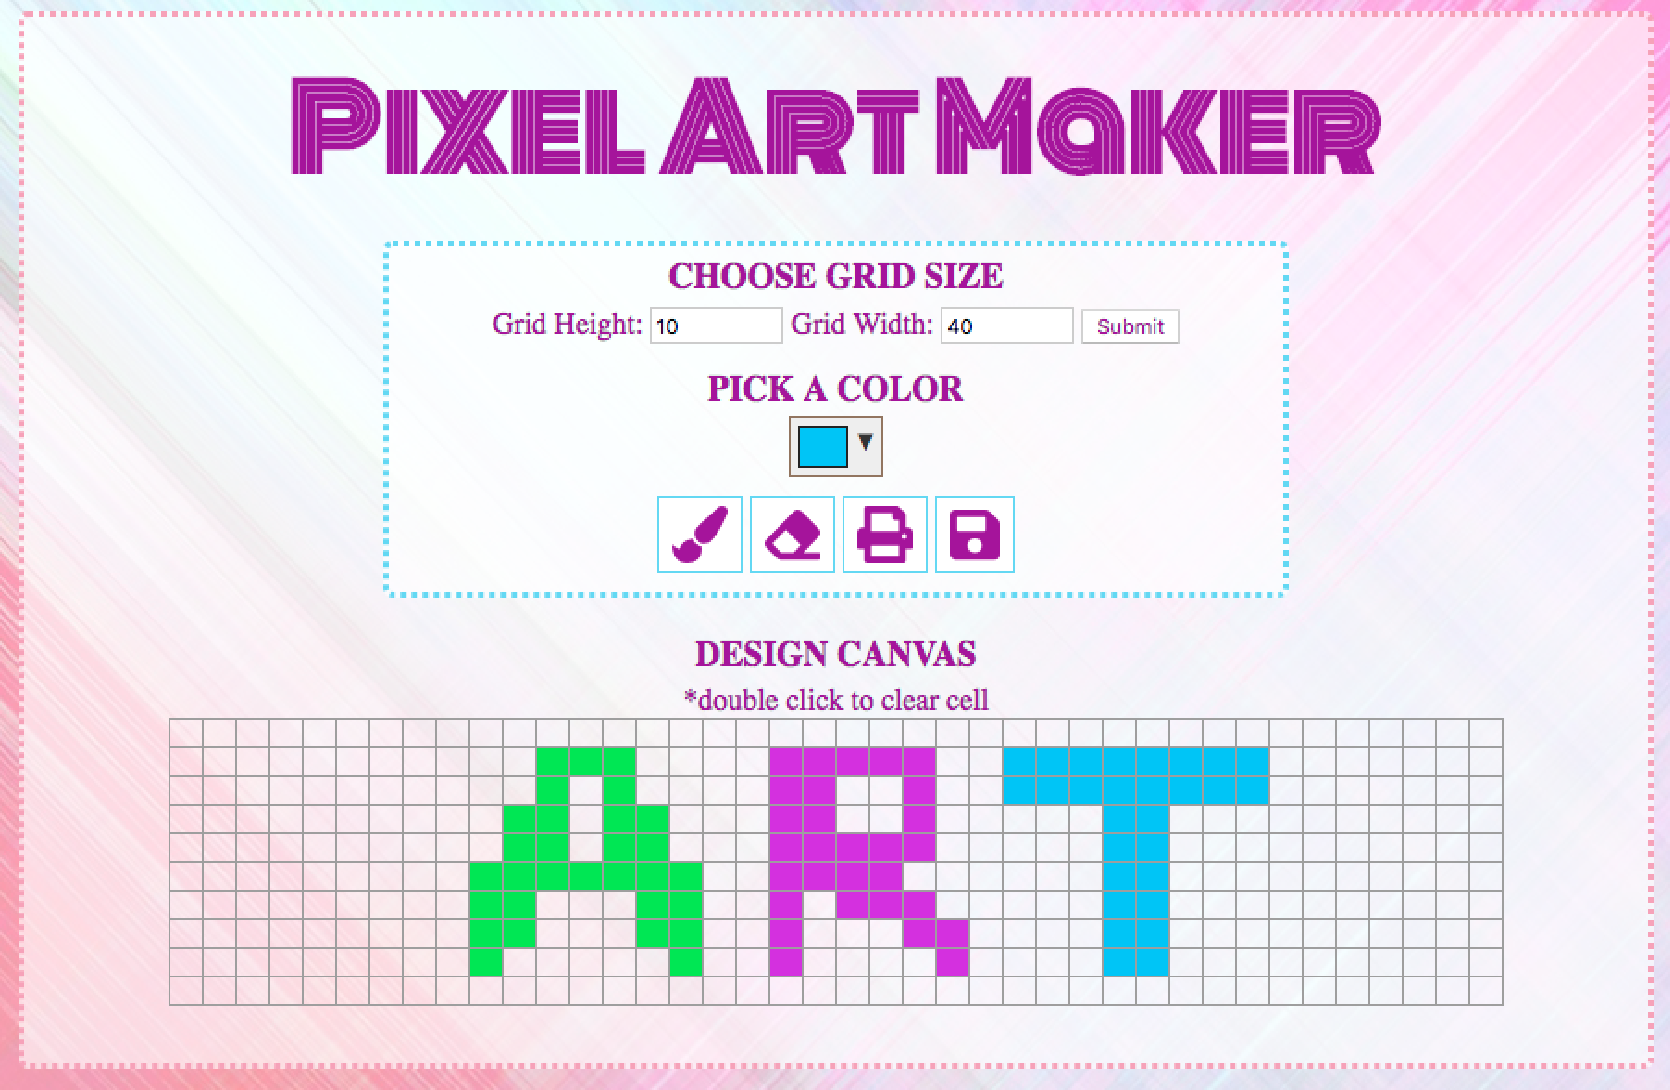 PIXEL ART MaKER
CHOOSE GRID SIZE
Grid Height: 10 Grid Width: 40 Submit
PICK A COLOR
DESIGN CANVAS
*double click to clear cell
ART